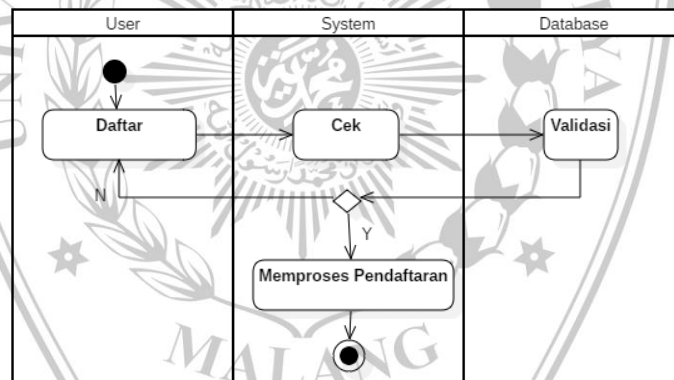 User
System
Database
Daftar
Cek
Validasi
N
Y
Memproses Pendaftaran
MALANG